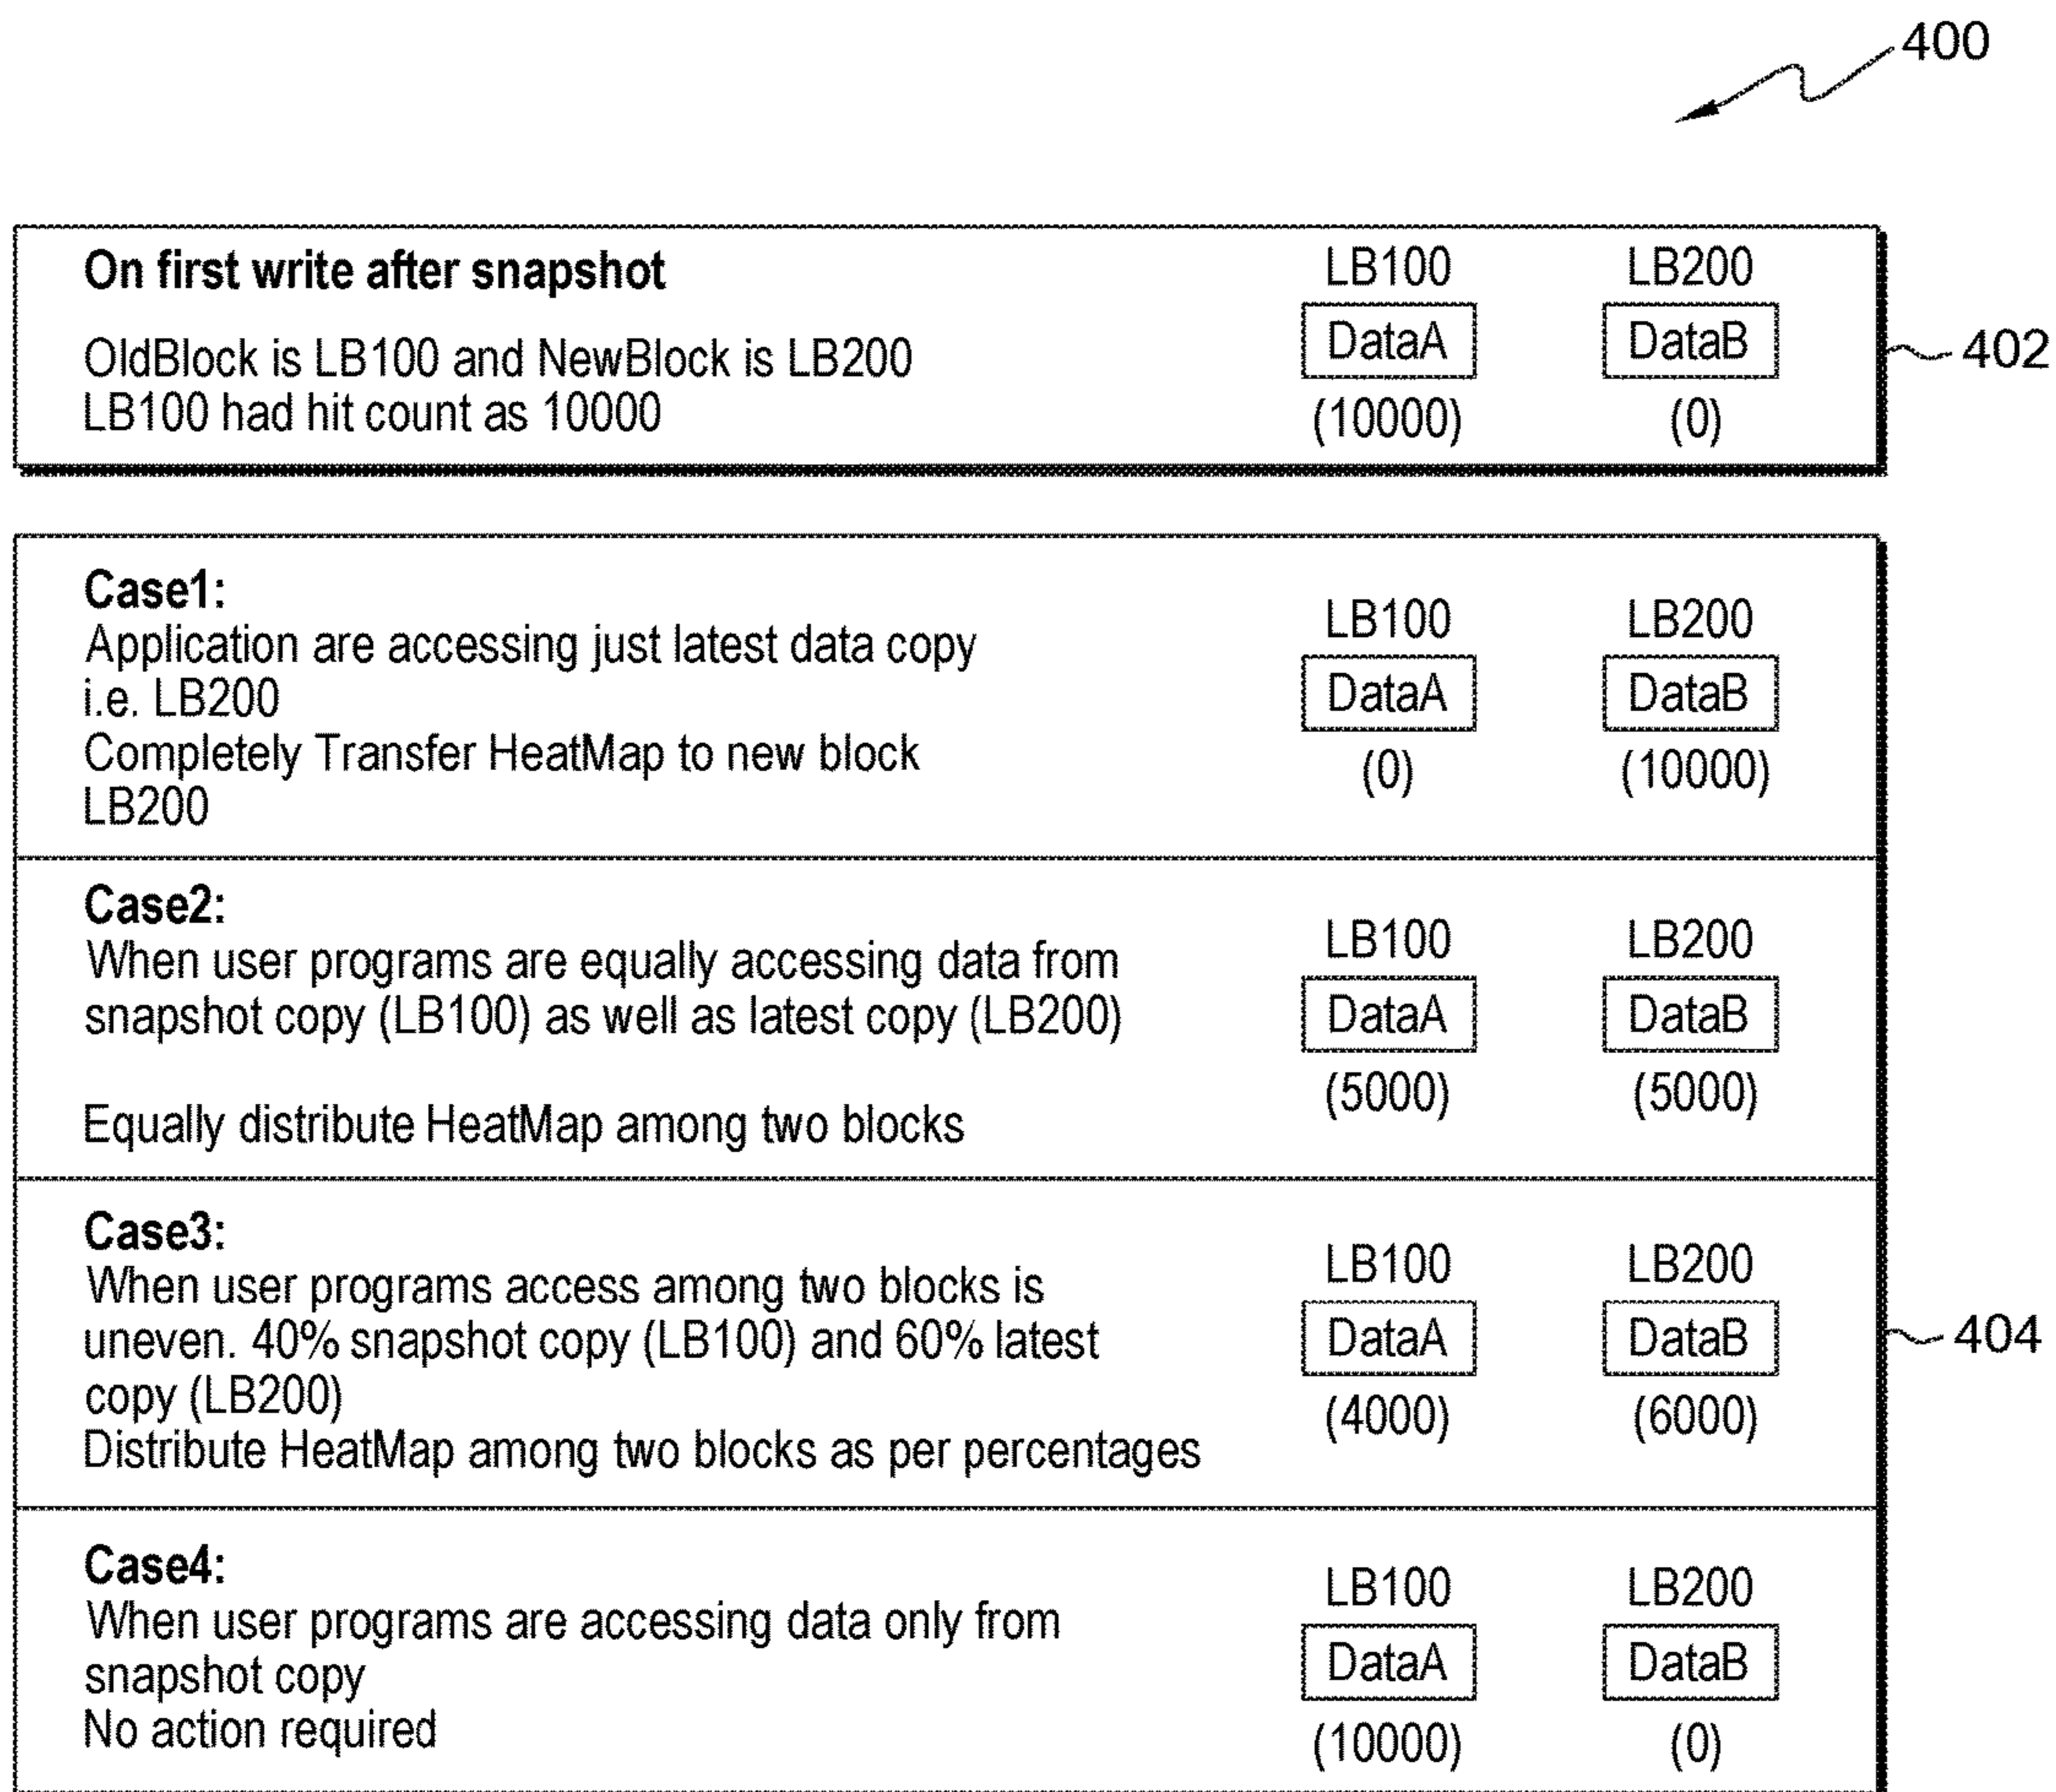 400
On first write after snapshot
OldBlock is LB100 and NewBlock is LB200
LB100 had hit count as 10000
LB100 LB200
DataA DataB
(10000) (0)
402
Case1:
Application are accessing just latest data copy
i.e. LB200
Completely Transfer HeatMap to new block
LB200
LB100 LB200
DataA DataB
(0) (10000)
Case2:
When user programs are equally accessing data from
snapshot copy (LB100) as well as latest copy (LB200)
Equally distribute HeatMap among two blocks
LB100 LB200
DataA DataB
(5000) (5000)
Case3:
When user programs access among two blocks is
uneven. 40% snapshot copy (LB100) and 60% latest
copy (LB200)
Distribute HeatMap among two blocks as per percentages
LB100 LB200
DataA DataB
(4000) (6000)
404
Case4:
When user programs are accessing data only from
snapshot copy
No action required
LB100 LB200
DataA DataB
(10000) (0)